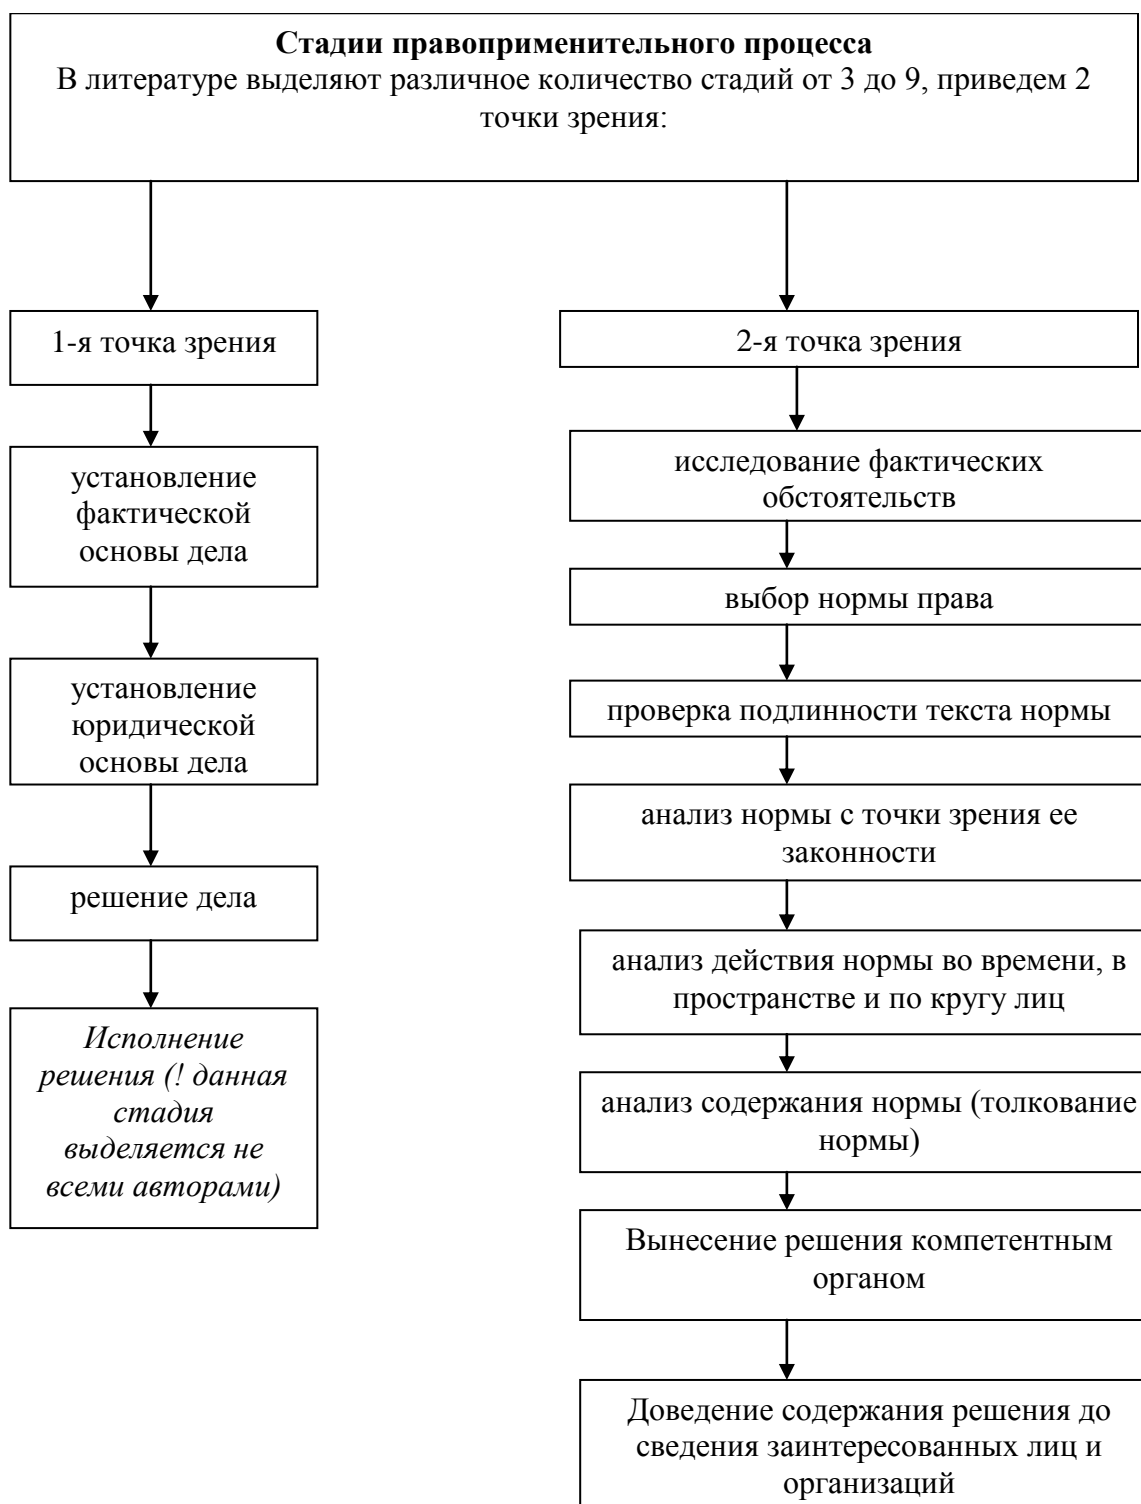 Стадии правоприменительного процесса
В литературе выделяют различное количество стадий от 3 до 9, приведем 2
точки зрения:
1-я точка зрения
установление
фактической
основы дела
установление
юридической
основы дела
решение дела
Исполнение
решения (! данная
стадия
выделяется не
всеми авторами)
2-я точка зрения
исследование фактических
обстоятельств
выбор нормы права
проверка подлинности текста нормы
анализ нормы с точки зрения ее
законности
анализ действия нормы во времени, в
пространстве и по кругу лиц
анализ содержания нормы (толкование
нормы)
Вынесение решения компетентным
органом
Доведение содержания решения до
сведения заинтересованных лиц и
организаций